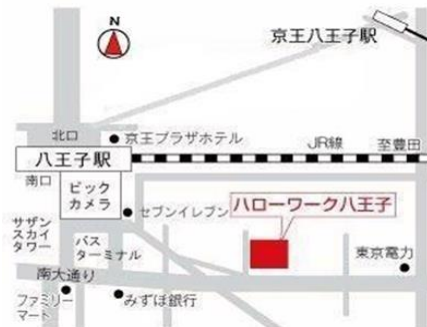 N
京王八王子駅
北口
京王プラザホテル
JR線
至豊田
八王子駅
南口
ビック
カメラ
セブンイレブン
ハローワーク八王子
サザン
スカイ
タワー
バス
ターミナル
東京電力
南大通り
ファミリー
マート
みずほ銀行